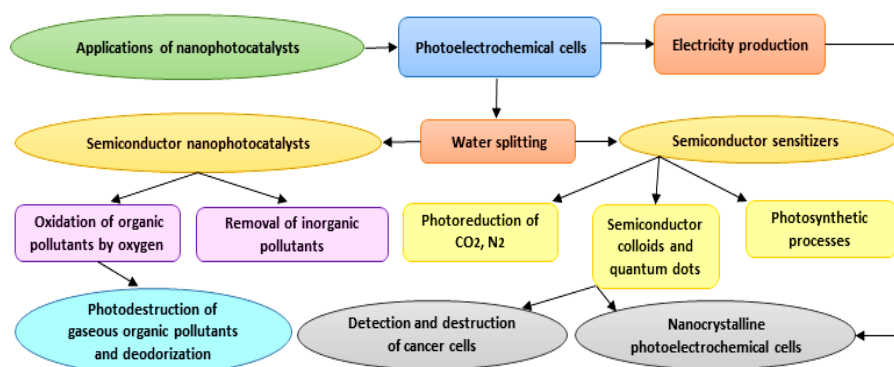 Applications of nanophotocatalysts
Photoelectrochemical cells
Electricity production
Semiconductor nanophotocatalysts
Water splitting
Semiconductor sensitizers
Oxidation of organic
pollutants by oxygen
Removal of inorganic
pollutants
Photoreduction of
CO2, N2
Semiconductor
colloids and
quantum dots
Photosynthetic
processes
Photodestruction of
gaseous organic pollutants
and deodorization
Detection and destruction
of cancer cells
Nanocrystalline
photoelectrochemical cells